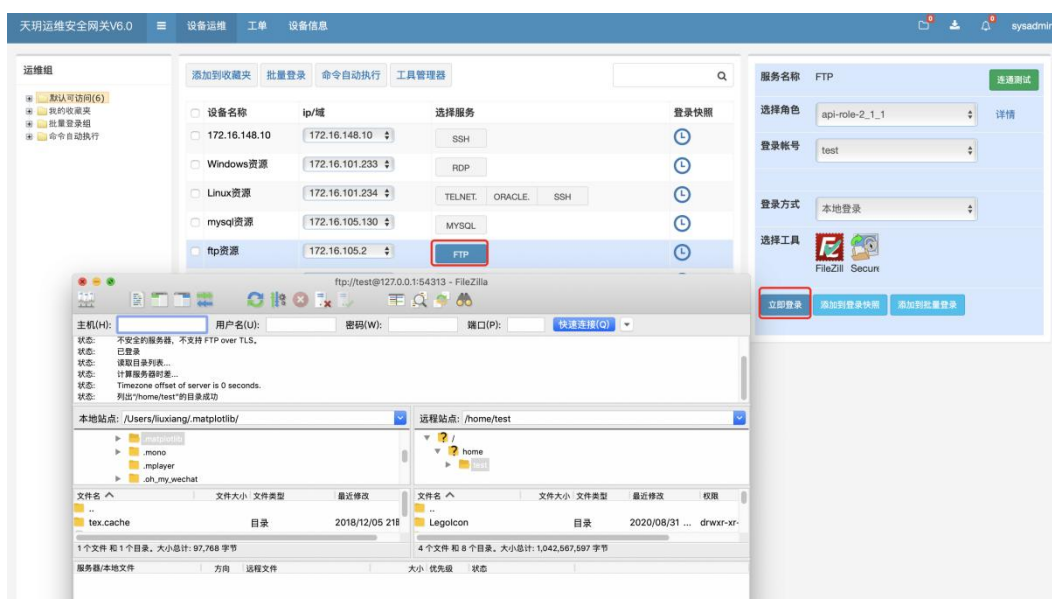 天玥运维安全网关V6.0 设备运维 工单 设备信息 sysadmin
运维组
默认可访问(6)
我的收藏夹
批量登录组
命令自动执行
添加到收藏夹 批量登录 命令自动执行 工具管理器
设备名称 ip/域 选择服务 登录快照
172.16.148.10 172.16.148.10 SSH
Windows资源 172.16.101.233 RDP
Linux资源 172.16.101.234 TELNET. ORACLE. SSH
mysql资源 172.16.105.130 MYSQL
ftp资源 172.16.105.2 FTP
服务名称 FTP 连通测试
选择角色 api-role-2_1_1 详情
登录帐号 test
登录方式 本地登录
选择工具
FileZill Secure
立即登录 添加到登录快照 添加到批量登录
ftp://test@127.0.0.1:54313 - FileZilla
主机(H): 用户名(U): 密码(W): 端口(P): 快速连接(Q)
状态: 不安全的服务器，不支持 FTP over TLS。
状态: 已登录
状态: 读取目录列表...
状态: 计算服务器时差...
状态: Timezone offset of server is 0 seconds.
状态: 列出"/home/test"的目录成功
本地站点: /Users/liuxiang/.matplotlib/
.matplotlib
.mono
.mplayer
.oh_my_wechat
远程站点: /home/test
/
home
test
文件名 文件大小 文件类型 最近修改
..
tex.cache 目录 2018/12/05 21
1个文件 和 1个目录。大小总计: 97,768 字节
文件名 文件大小 文件类型 最近修改 权限
..
LegoIcon 目录 2020/08/31 ... drwxr-xr-
4 个文件 和 8 个目录。大小总计: 1,042,567,597 字节
服务器/本地文件 方向 远程文件 大小 优先级 状态